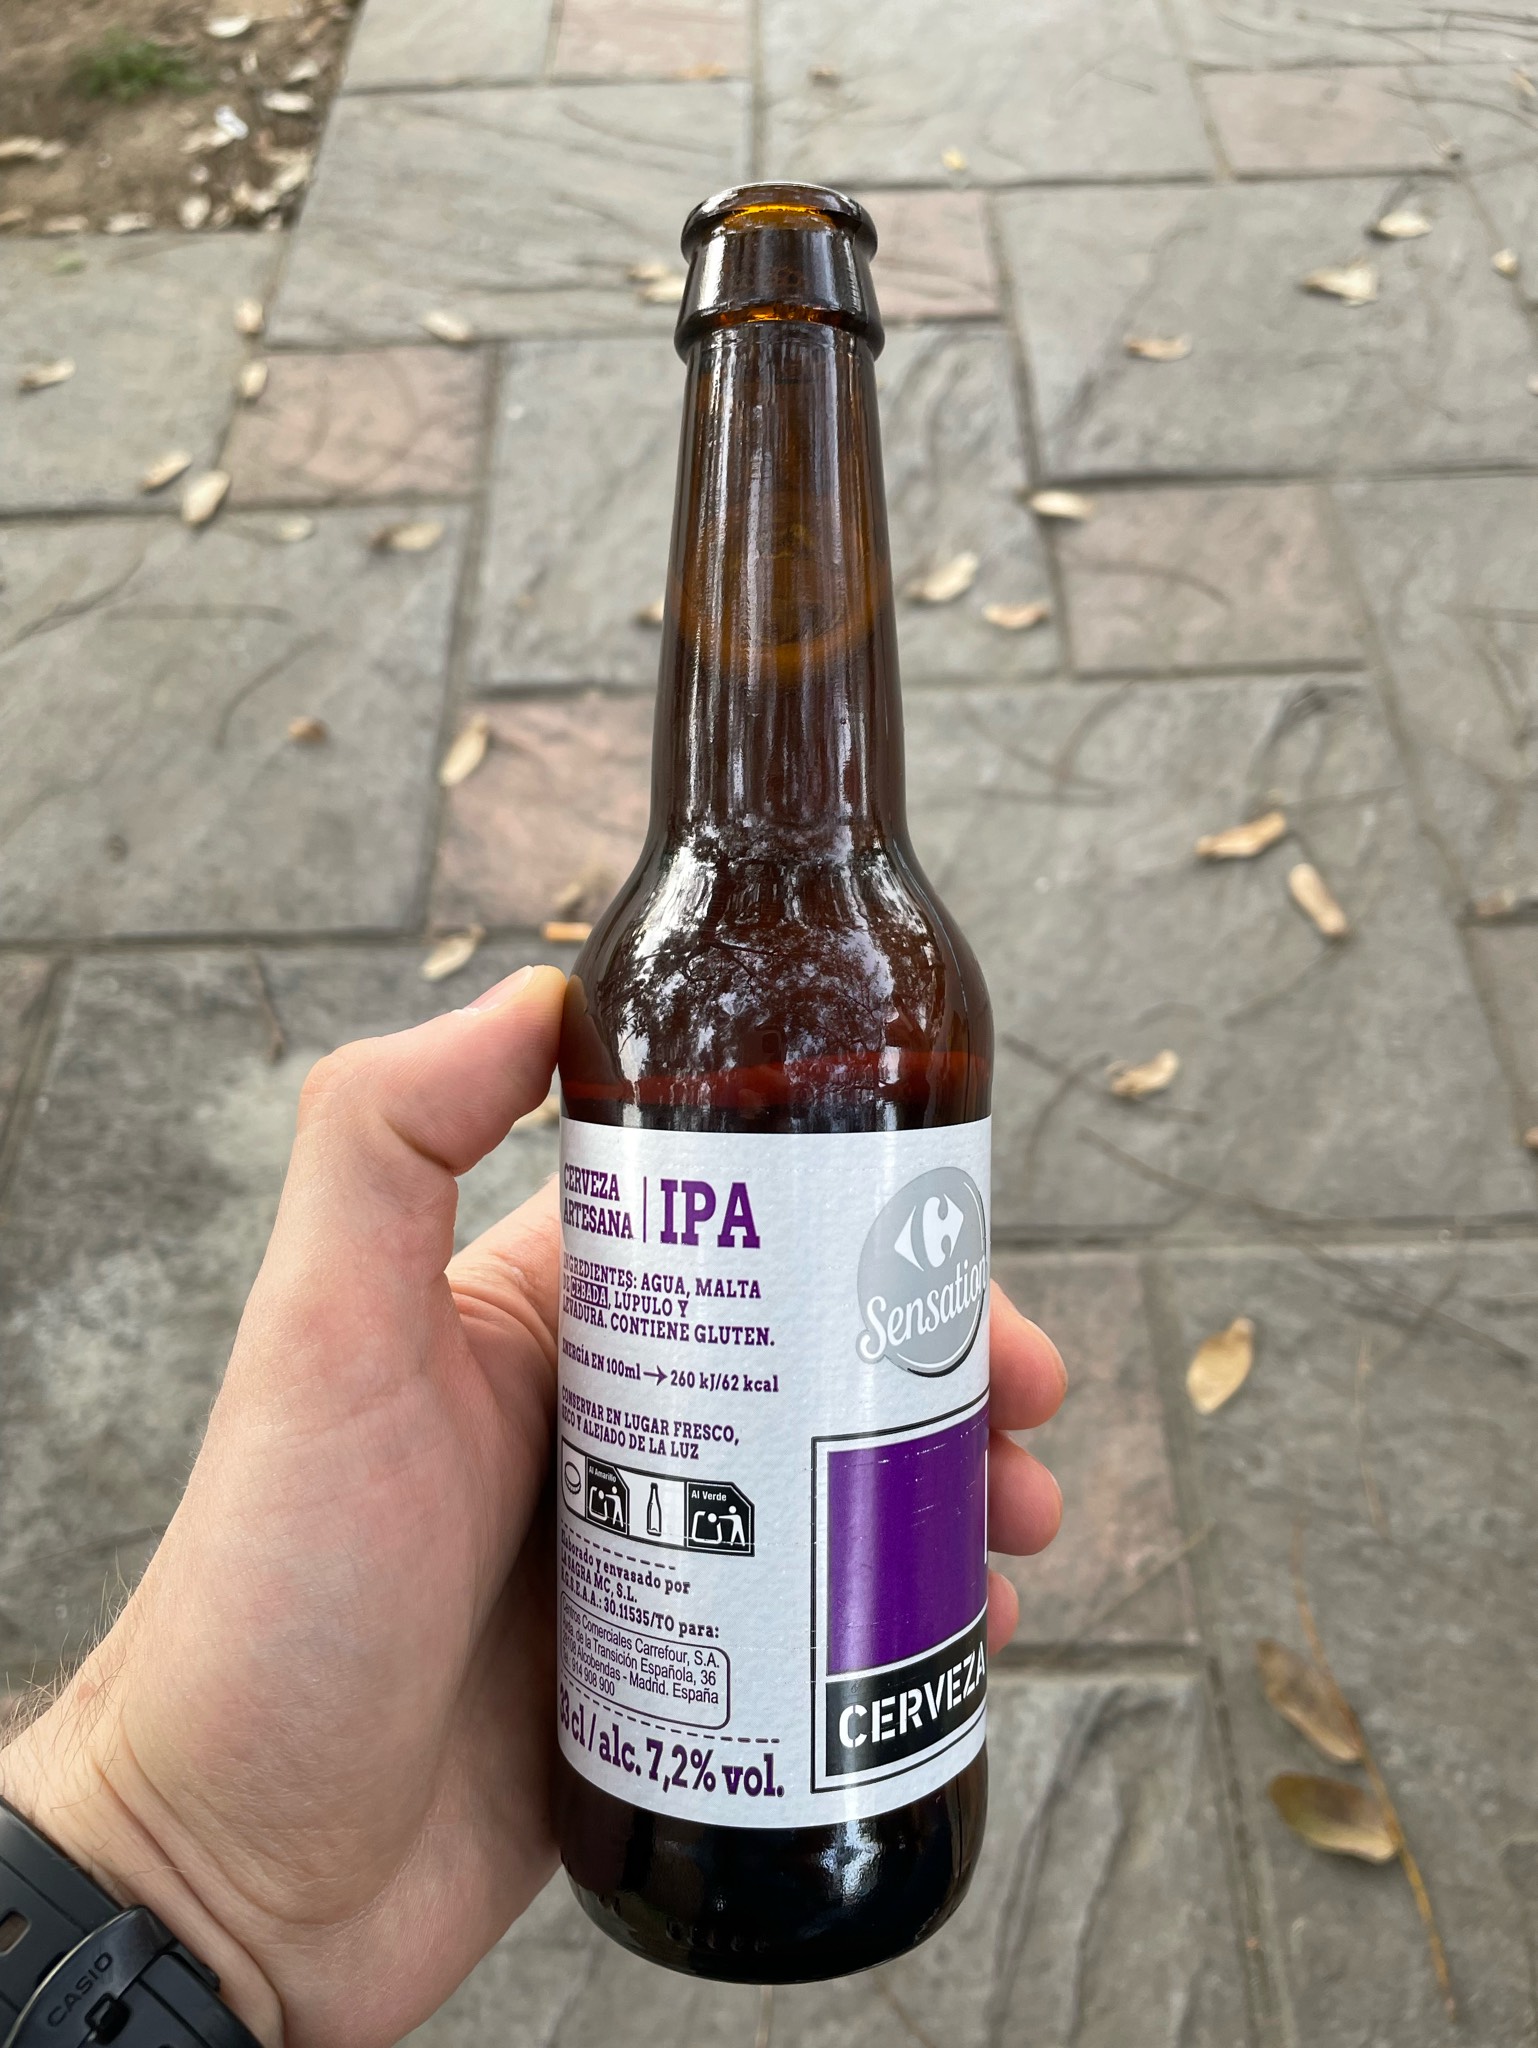 CERVEZA
ARTESANA
IPA
INGREDIENTES: AGUA, MALTA
DE CEBADA, LÚPULO Y
LEVADURA. CONTIENE GLUTEN.
ENERGÍA EN 100ml → 260 kJ/62 kcal
CONSERVAR EN LUGAR FRESCO,
SECO Y ALEJADO DE LA LUZ
Al Amarillo
Al Verde
Elaborado y envasado por
LA SAGRA MC, S.L.
R.G.S.E.A.A.: 30.11535/TO para:
Centros Comerciales Carrefour, S.A.
Avda. de la Transición Española, 36
Alcobendas - Madrid. España
914 908 900
33 cl / alc. 7,2% vol.
Sensation
CERVEZA
CASIO